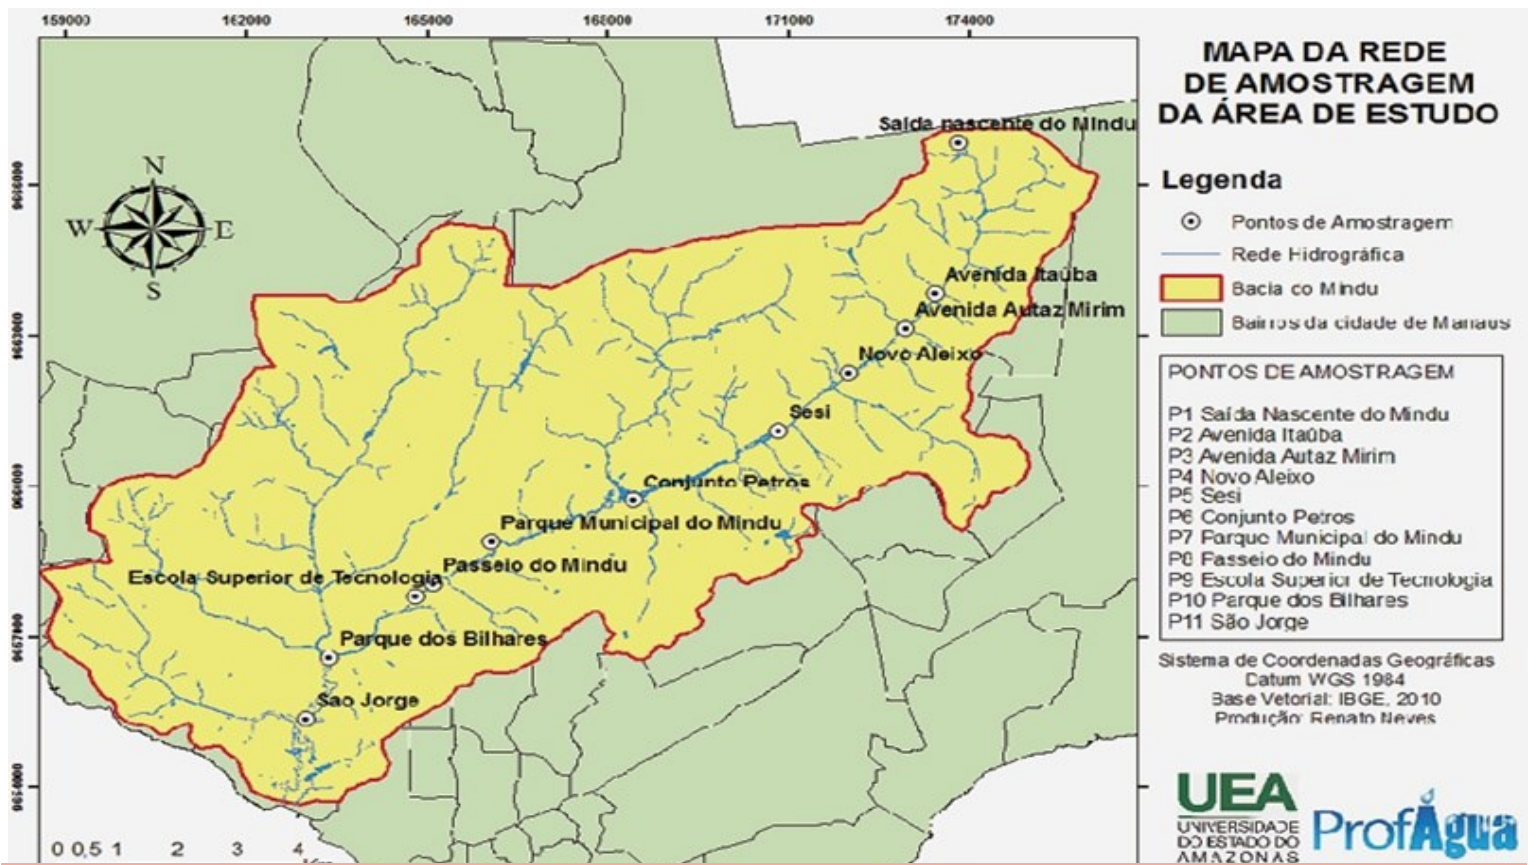 159000 162000 165000 168000 171000 174000
MAPA DA REDE
DE AMOSTRAGEM
DA ÁREA DE ESTUDO
Saída nascente do Mindu
N
W E
S
Legenda
Pontos de Amostragem
Rede Hidrográfica
Bacia co Mindu
Bairros da cidade de Manaus
Avenida Itaúba
Avenida Autaz Mirim
Novo Aleixo
Sesi
Conjunto Petros
Parque Municipal do Mindu
Passeio do Mindu
Escola Superior de Tecnologia
Parque dos Bilhares
Sao Jorge
PONTOS DE AMOSTRAGEM
P1 Saída Nascente do Mindu
P2 Avenida Itaûba
P3 Avenida Autaz Mirim
P4 Novo Aleixo
P5 Sesi
P6 Conjunto Petros
P7 Parque Municipal do Mindu
P8 Passeio do Mindu
P9 Escola Superior de Tecnologia
P10 Parque dos Bilhares
P11 São Jorge
Sistema de Coordenadas Geográficas
Datum WGS 1984
Base Vetorial: IBGE, 2010
Produção: Renato Neves
0 0,5 1 2 3 4
UEA
UNIVERSIDADE
DO ESTADO DO
AMAZONAS
ProfÁgua